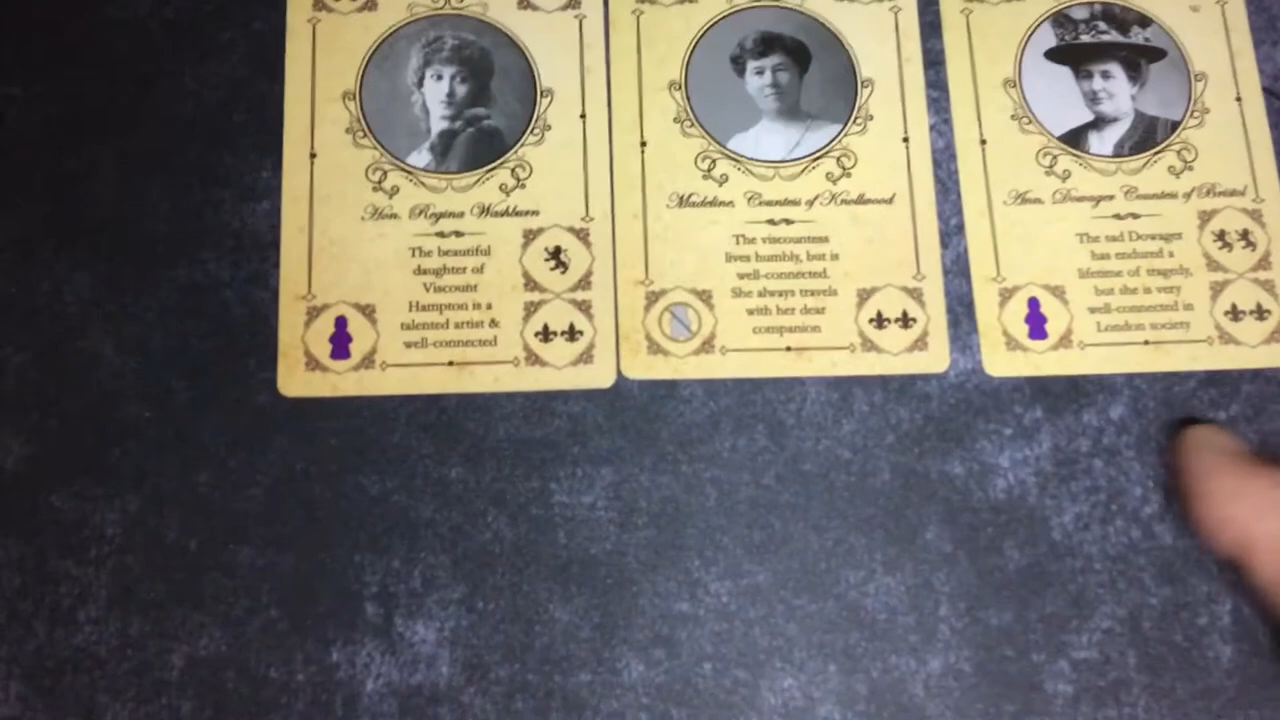 Hon. Regina Washburn
The beautiful
daughter of
Viscount
Hampton is a
talented artist &
well-connected
Madeline, Countess of Knollwood
The viscountess
lives humbly, but is
well-connected.
She always travels
with her dear
companion
Ann, Dowager Countess of Bristol
The sad Dowager
has endured a
lifetime of tragedy,
but she is very
well-connected in
London society